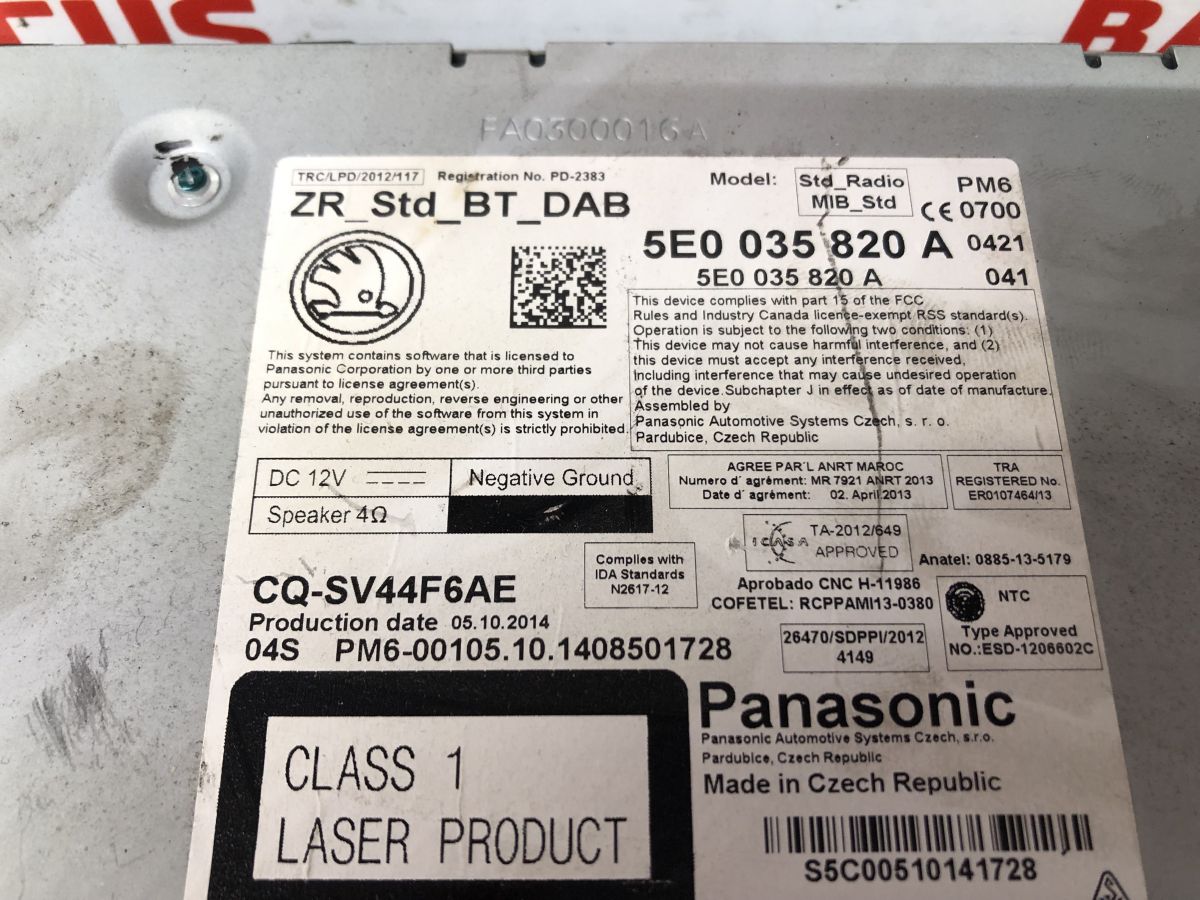 FA0300016A
TRC/LPD/2012/117 Registration No. PD-2383
ZR_Std_BT_DAB
Model: Std_Radio
MIB_Std
PM6
CE 0700
5E0 035 820 A 0421
5E0 035 820 A 041
This system contains software that is licensed to
Panasonic Corporation by one or more third parties
pursuant to license agreement(s).
Any removal, reproduction, reverse engineering or other
unauthorized use of the software from this system in
violation of the license agreement(s) is strictly prohibited.
This device complies with part 15 of the FCC
Rules and Industry Canada license-exempt RSS standard(s).
Operation is subject to the following two conditions: (1)
This device may not cause harmful interference, and (2)
this device must accept any interference received,
including interference that may cause undesired operation
of the device.Subchapter J in effect as of date of manufacture.
Assembled by
Panasonic Automotive Systems Czech, s. r. o.
Pardubice, Czech Republic
DC 12V Negative Ground
Speaker 4Ω
AGREE PAR´L ANRT MAROC
Numero d´ agrément: MR 7921 ANRT 2013
Date d´ agrément: 02. April.2013
TRA
REGISTERED No.
ER0107464/13
ICASA TA-2012/649
APPROVED
Anatel: 0885-13-5179
Complies with
IDA Standards
N2617-12
Aprobado CNC H-11986
COFETEL: RCPPAMI13-0380
NTC
Type Approved
NO.:ESD-1206602C
26470/SDPPI/2012
4149
CQ-SV44F6AE
Production date 05.10.2014
04S PM6-00105.10.1408501728
CLASS 1
LASER PRODUCT
Panasonic
Panasonic Automotive Systems Czech, s.r.o.
Pardubice, Czech Republic
Made in Czech Republic
S5C00510141728